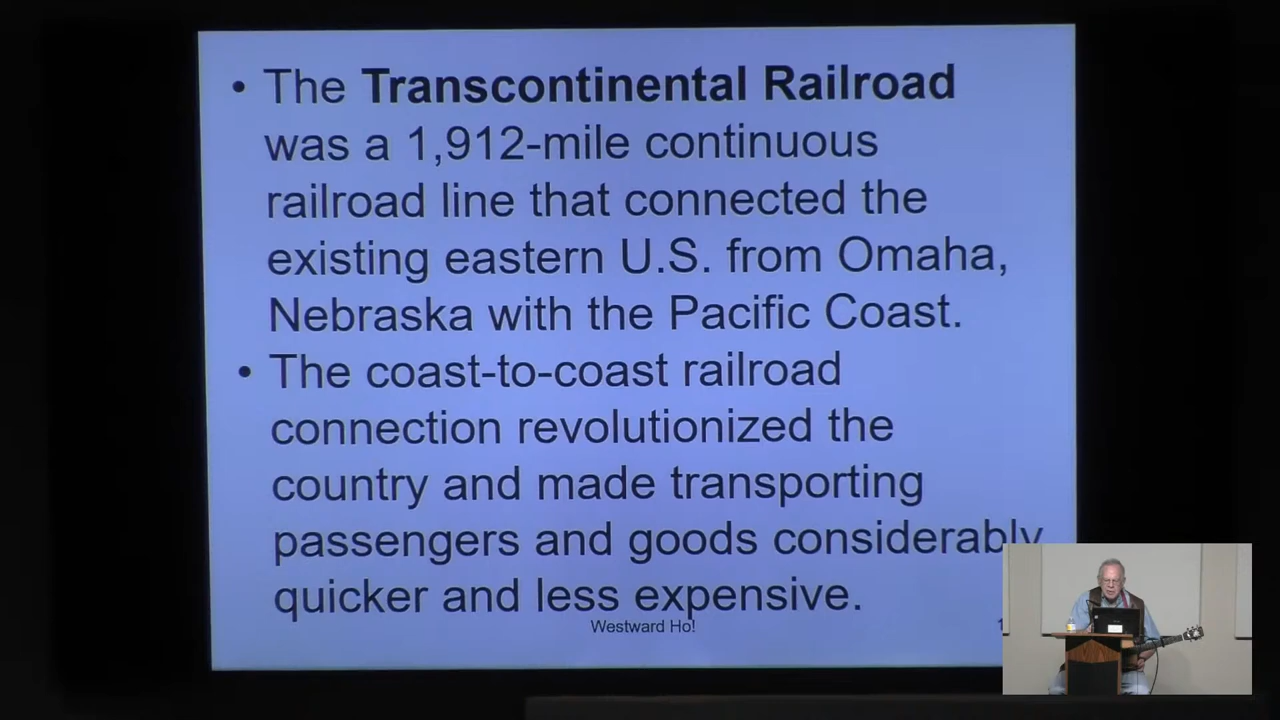 • The Transcontinental Railroad
was a 1,912-mile continuous
railroad line that connected the
existing eastern U.S. from Omaha,
Nebraska with the Pacific Coast.
• The coast-to-coast railroad
connection revolutionized the
country and made transporting
passengers and goods considerably
quicker and less expensive.
Westward Ho!